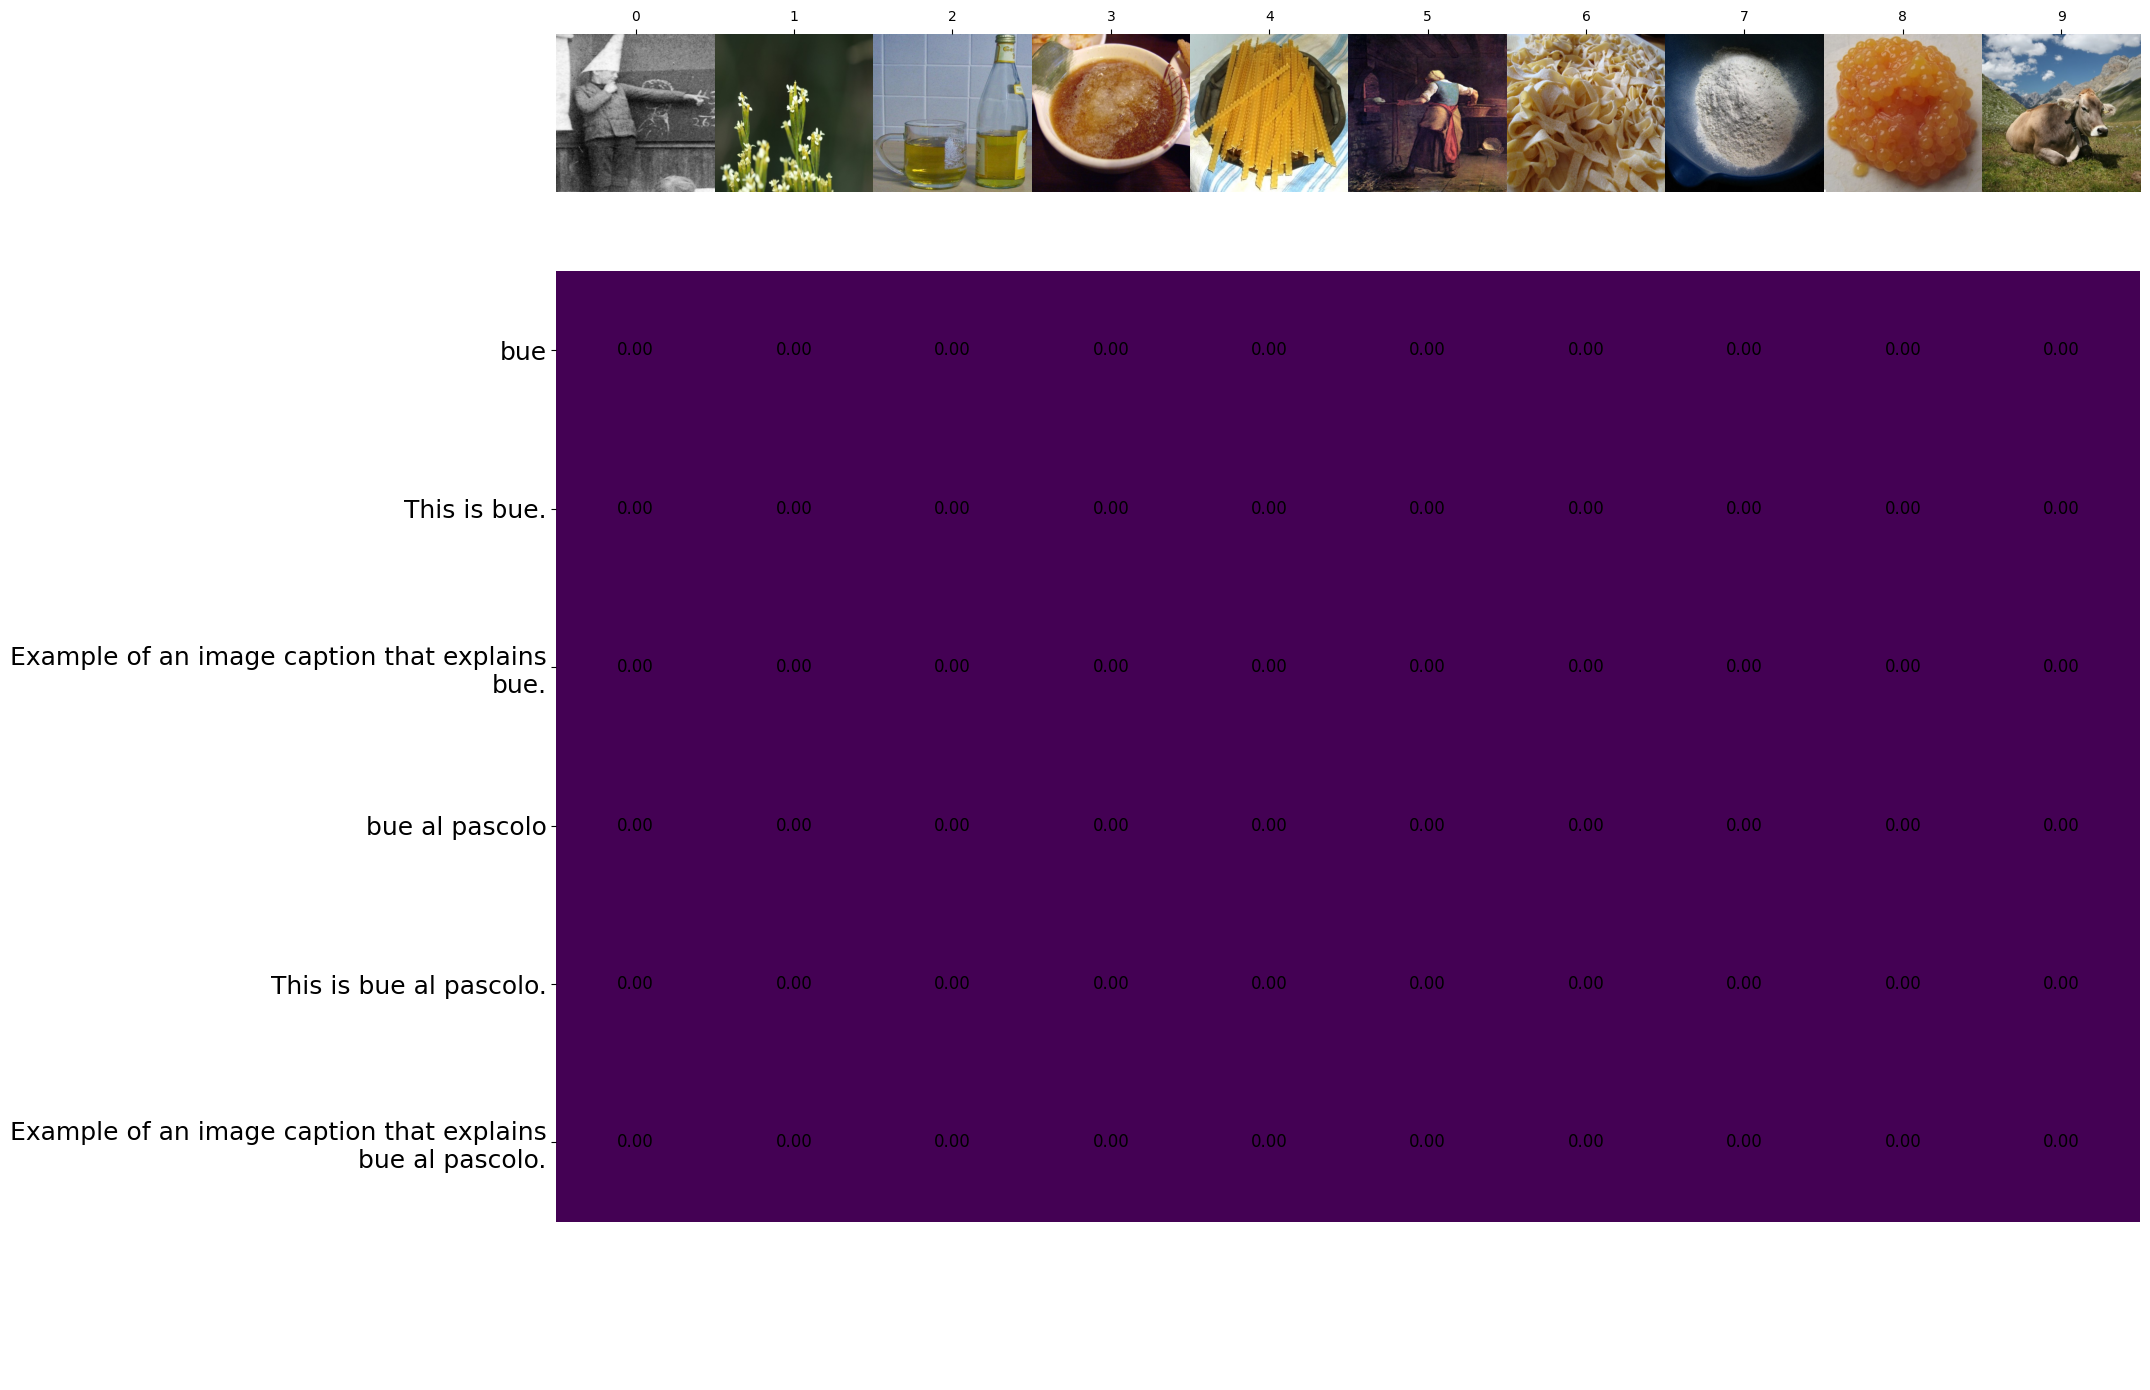 0 1 2 3 4 5 6 7 8 9
bue 0.00 0.00 0.00 0.00 0.00 0.00 0.00 0.00 0.00 0.00
This is bue. 0.00 0.00 0.00 0.00 0.00 0.00 0.00 0.00 0.00 0.00
Example of an image caption that explains
bue. 0.00 0.00 0.00 0.00 0.00 0.00 0.00 0.00 0.00 0.00
bue al pascolo 0.00 0.00 0.00 0.00 0.00 0.00 0.00 0.00 0.00 0.00
This is bue al pascolo. 0.00 0.00 0.00 0.00 0.00 0.00 0.00 0.00 0.00 0.00
Example of an image caption that explains
bue al pascolo. 0.00 0.00 0.00 0.00 0.00 0.00 0.00 0.00 0.00 0.00